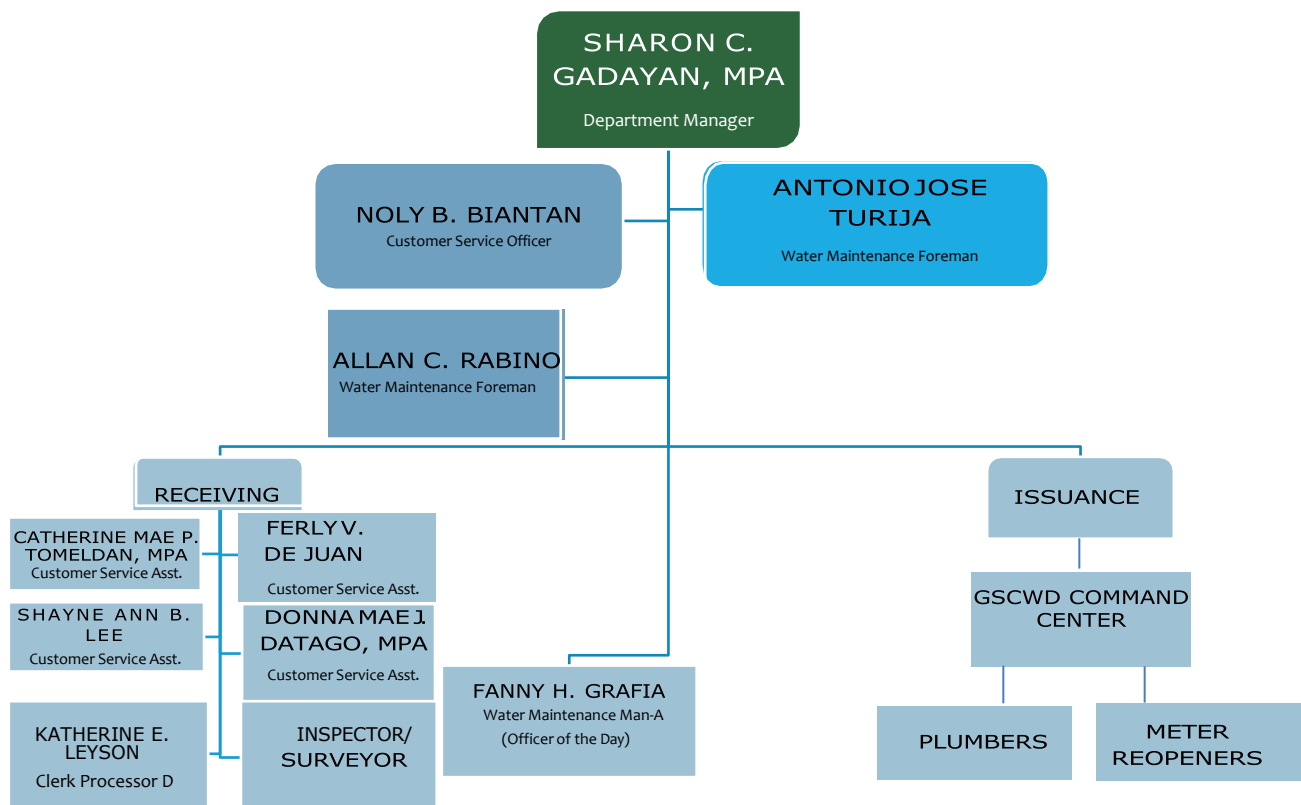 SHARON C.
GADAYAN, MPA
Department Manager
NOLY B. BIANTAN
Customer Service Officer
ANTONIO JOSE
TURIJA
Water Maintenance Foreman
ALLAN C. RABINO
Water Maintenance Foreman
RECEIVING
ISSUANCE
CATHERINE MAE P.
TOMELDAN, MPA
Customer Service Asst.
FERLY V.
DE JUAN
Customer Service Asst.
SHAYNE ANN B.
LEE
Customer Service Asst.
DONNA MAE J.
DATAGO, MPA
Customer Service Asst.
KATHERINE E.
LEYSON
Clerk Processor D
INSPECTOR/
SURVEYOR
FANNY H. GRAFIA
Water Maintenance Man-A
(Officer of the Day)
GSCWD COMMAND
CENTER
PLUMBERS
METER
REOPENERS